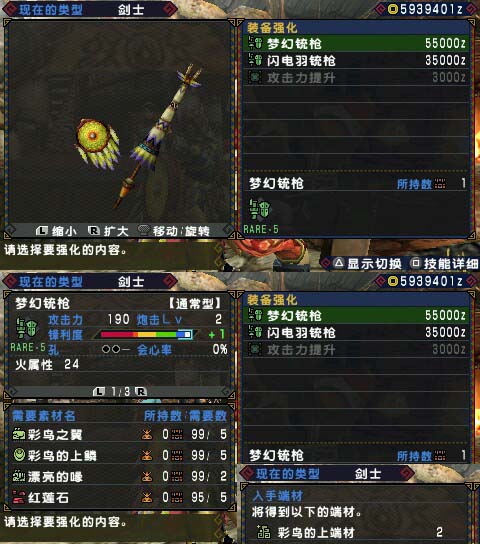 现在的类型 剑士
5939401z
装备强化
梦幻铳枪 55000z
闪电羽铳枪 35000z
攻击力提升 3000z
梦幻铳枪 所持数 1
RARE-5
L 缩小 R 扩大 移动/旋转
请选择要强化的内容。
△显示切换 □技能详细
现在的类型 剑士
5939401z
梦幻铳枪 【通常型】
攻击力 190 炮击Lv 2
锋利度 +1
RARE-5
孔 ○○— 会心率 0%
火属性 24
L 1/3 R
装备强化
梦幻铳枪 55000z
闪电羽铳枪 35000z
攻击力提升 3000z
梦幻铳枪 所持数 1
需要素材名 所持数/需要数
彩鸟之翼 0 99/ 5
彩鸟的上鳞 0 99/ 5
漂亮的喙 0 99/ 2
红莲石 0 95/ 5
请选择要强化的内容。
现在的类型 剑士
入手端材
将得到以下的端材。
彩鸟的上端材 2